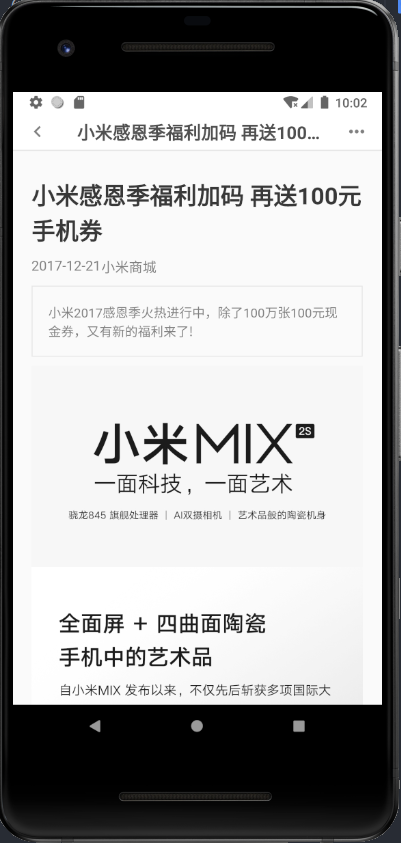 10:02
小米感恩季福利加码 再送100...
小米感恩季福利加码 再送100元
手机券
2017-12-21小米商城
小米2017感恩季火热进行中，除了100万张100元现
金券，又有新的福利来了!
小米MIX 2S
一面科技，一面艺术
骁龙845 旗舰处理器 | AI双摄相机 | 艺术品般的陶瓷机身
全面屏 + 四曲面陶瓷
手机中的艺术品
自小米MIX 发布以来，不仅先后斩获多项国际大